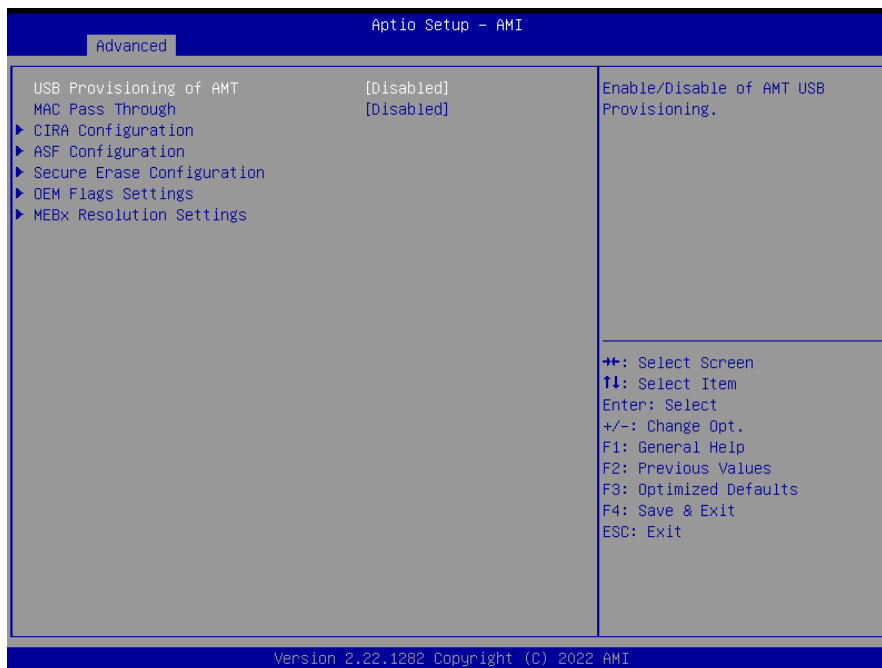 Aptio Setup – AMI
Advanced
USB Provisioning of AMT [Disabled]
MAC Pass Through [Disabled]
CIRA Configuration
ASF Configuration
Secure Erase Configuration
OEM Flags Settings
MEBx Resolution Settings
Enable/Disable of AMT USB
Provisioning.
→←: Select Screen
↑↓: Select Item
Enter: Select
+/-: Change Opt.
F1: General Help
F2: Previous Values
F3: Optimized Defaults
F4: Save & Exit
ESC: Exit
Version 2.22.1282 Copyright (C) 2022 AMI